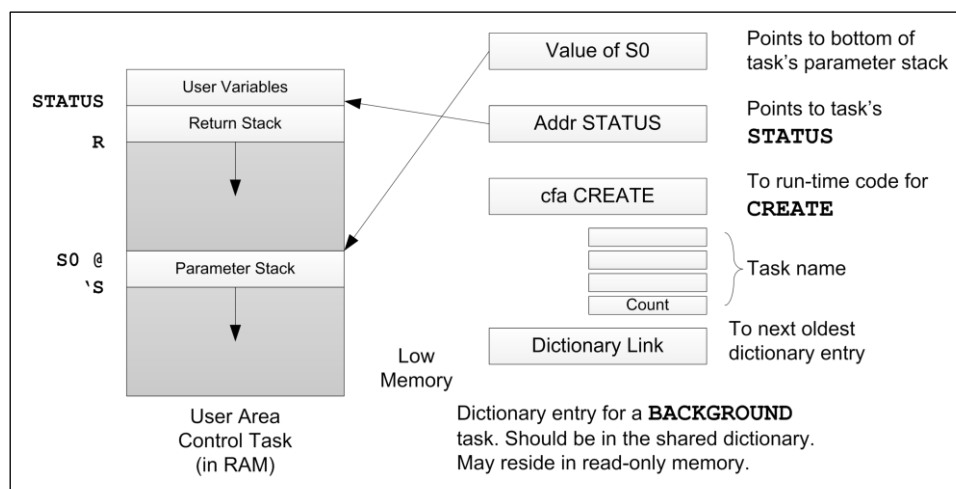 STATUS
R
S0 @
‘S
User Variables
Return Stack
Parameter Stack
User Area
Control Task
(in RAM)
Low
Memory
Value of S0
Addr STATUS
cfa CREATE
Count
Dictionary Link
Points to bottom of
task’s parameter stack
Points to task’s
STATUS
To run-time code for
CREATE
Task name
To next oldest
dictionary entry
Dictionary entry for a BACKGROUND
task. Should be in the shared dictionary.
May reside in read-only memory.